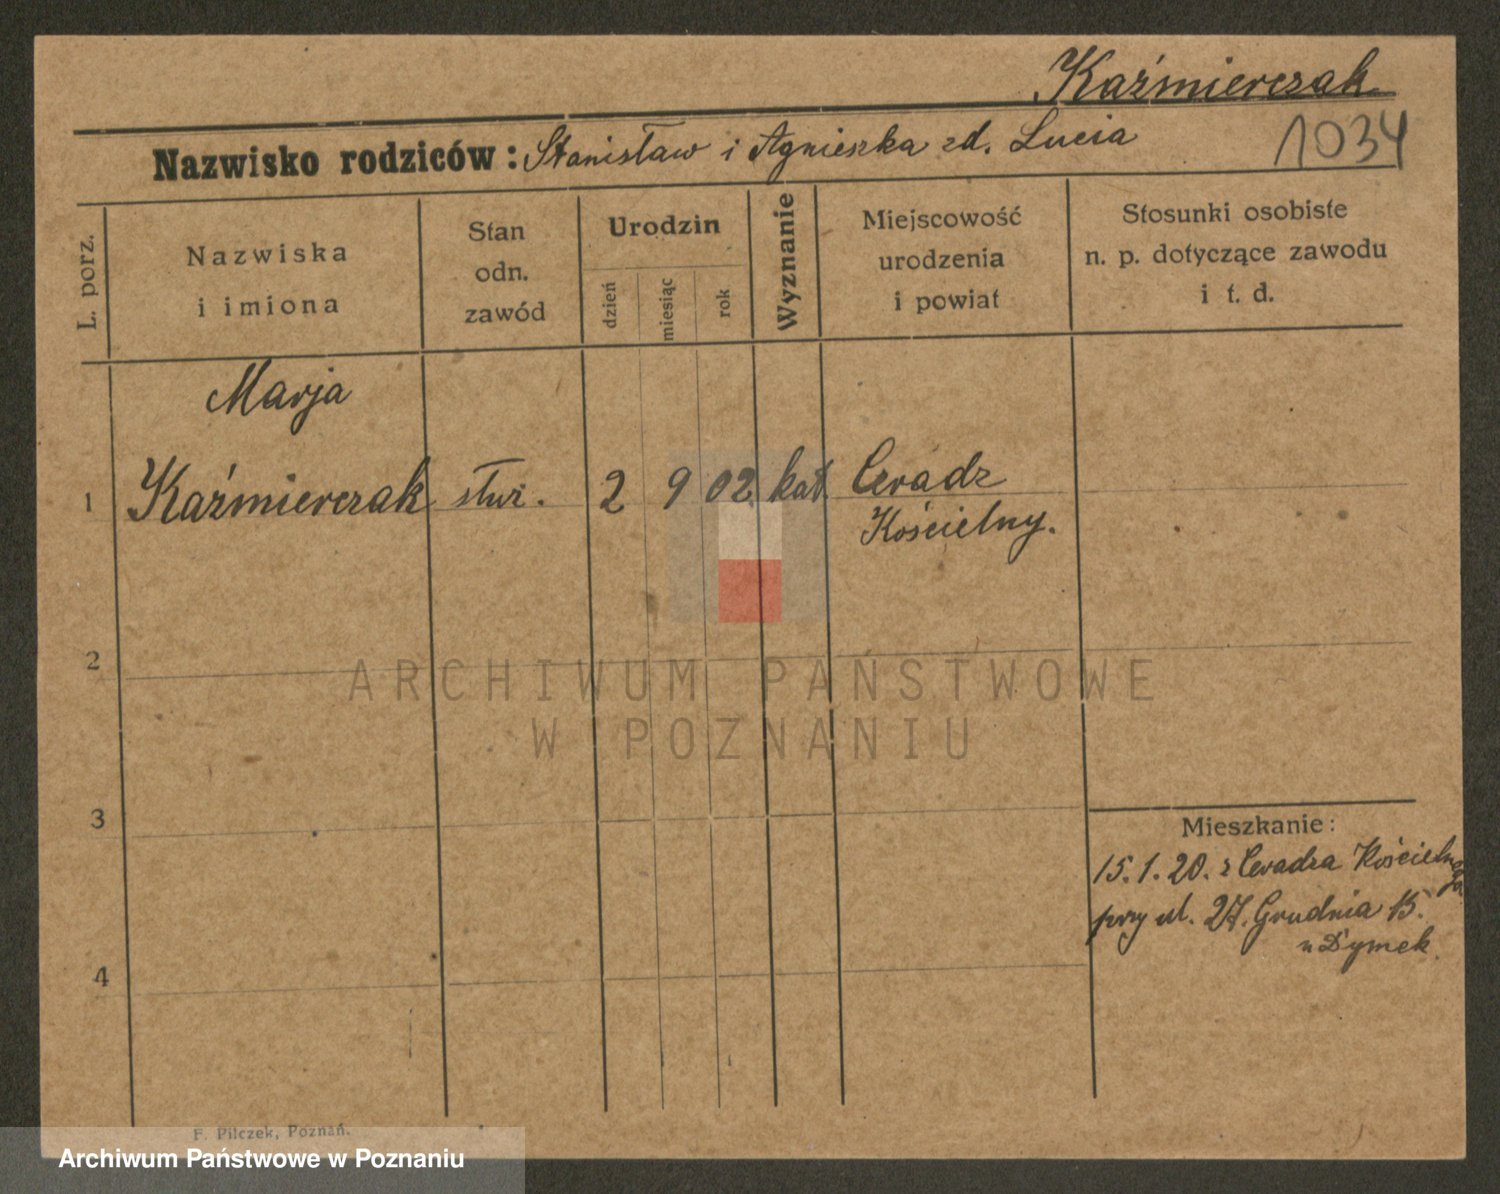 Kaźmierczak
Nazwisko rodziców: Stanisław i Agnieszka zd. Lucia
1034
L. porz.
Nazwiska
i imiona
Stan
odn.
zawód
Urodzin
dzień
miesiąc
rok
Wyznanie
Miejscowość
urodzenia
i powiat
Stosunki osobiste
n. p. dotyczące zawodu
i t. d.
Marja
1 Kaźmierczak służ. 2 9 02 kat. Ceradz
Kościelny.
2
ARCHIWUM PAŃSTWOWE
W POZNANIU
3
Mieszkanie:
15.1.20. z Ceradza Kościelnego
przy ul. 27. Grudnia 15.
u Dymek.
4
F. Pilczek, Poznań.
Archiwum Państwowe w Poznaniu